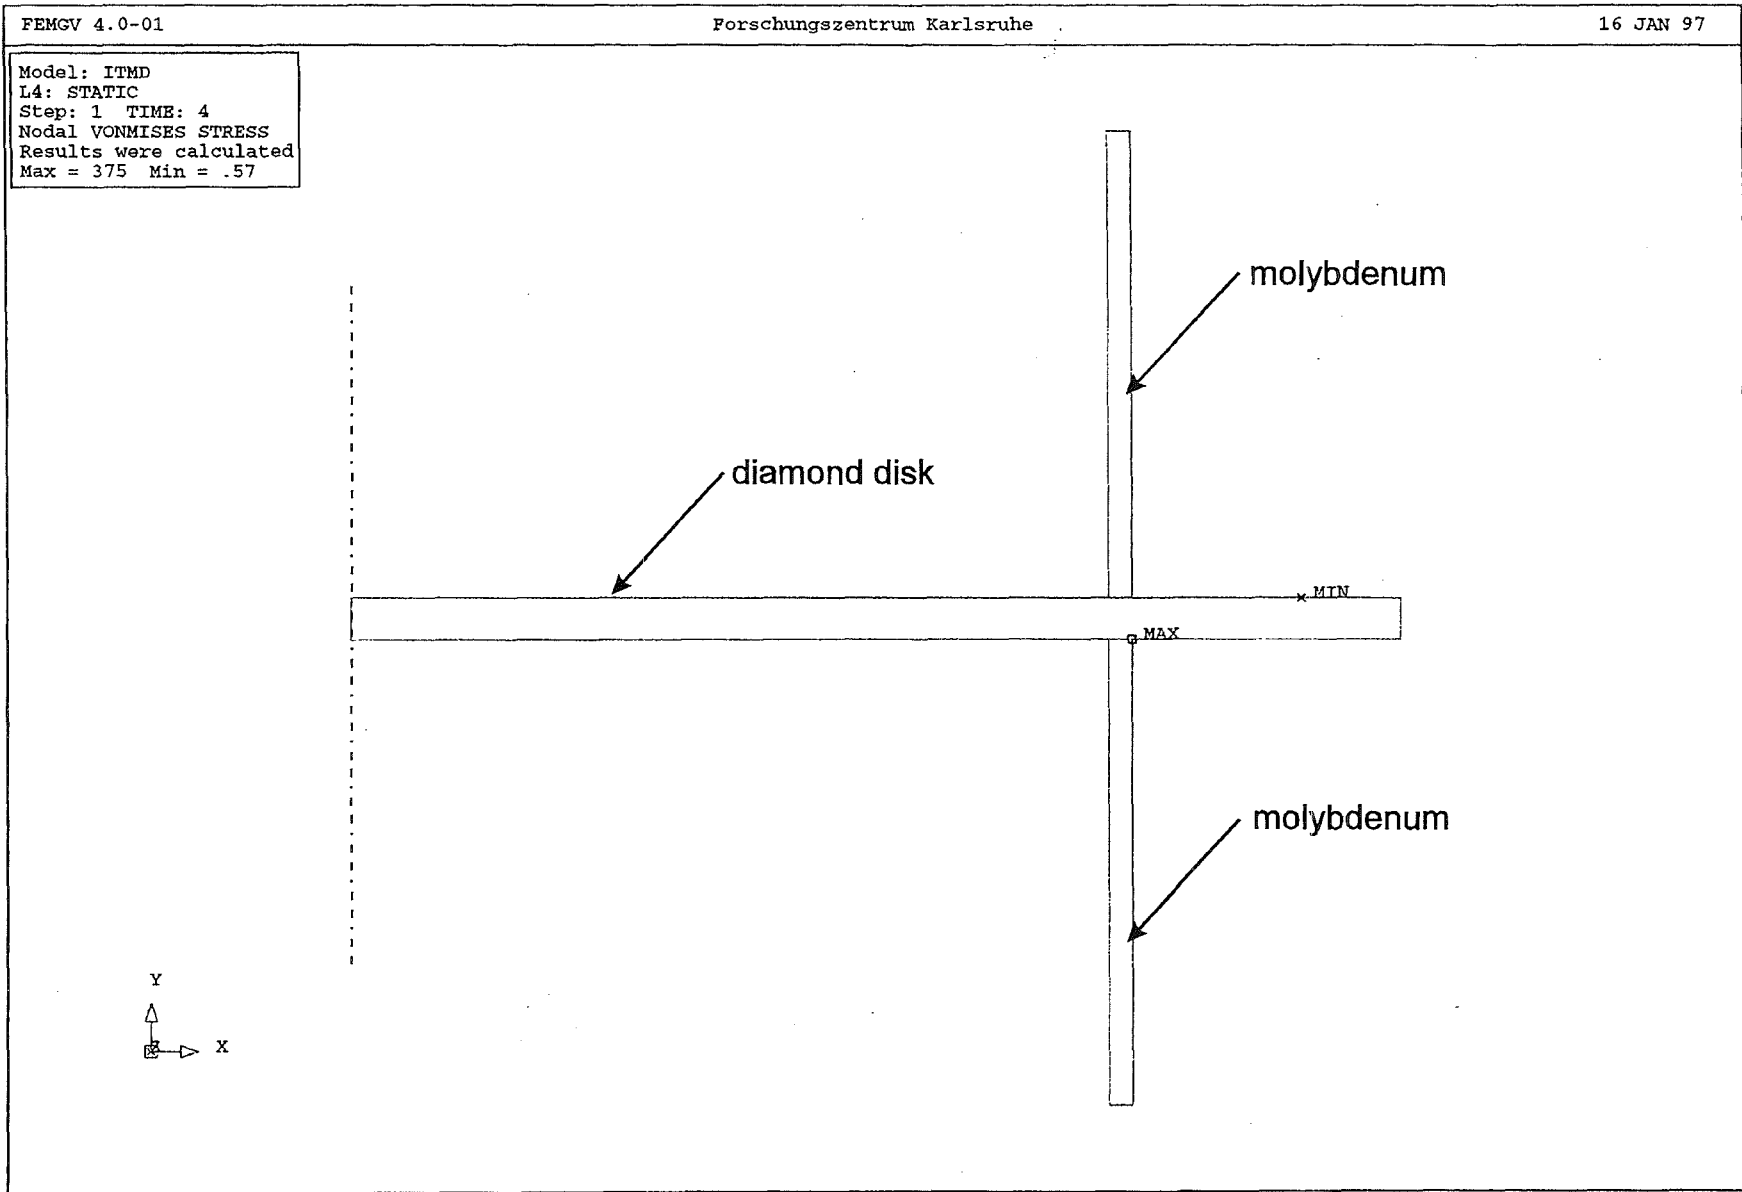 FEMGV 4.0-01 Forschungszentrum Karlsruhe 16 JAN 97
Model: ITMD
L4: STATIC
Step: 1 TIME: 4
Nodal VONMISES STRESS
Results were calculated
Max = 375 Min = .57
molybdenum
diamond disk
MIN
MAX
molybdenum
Y
Z X